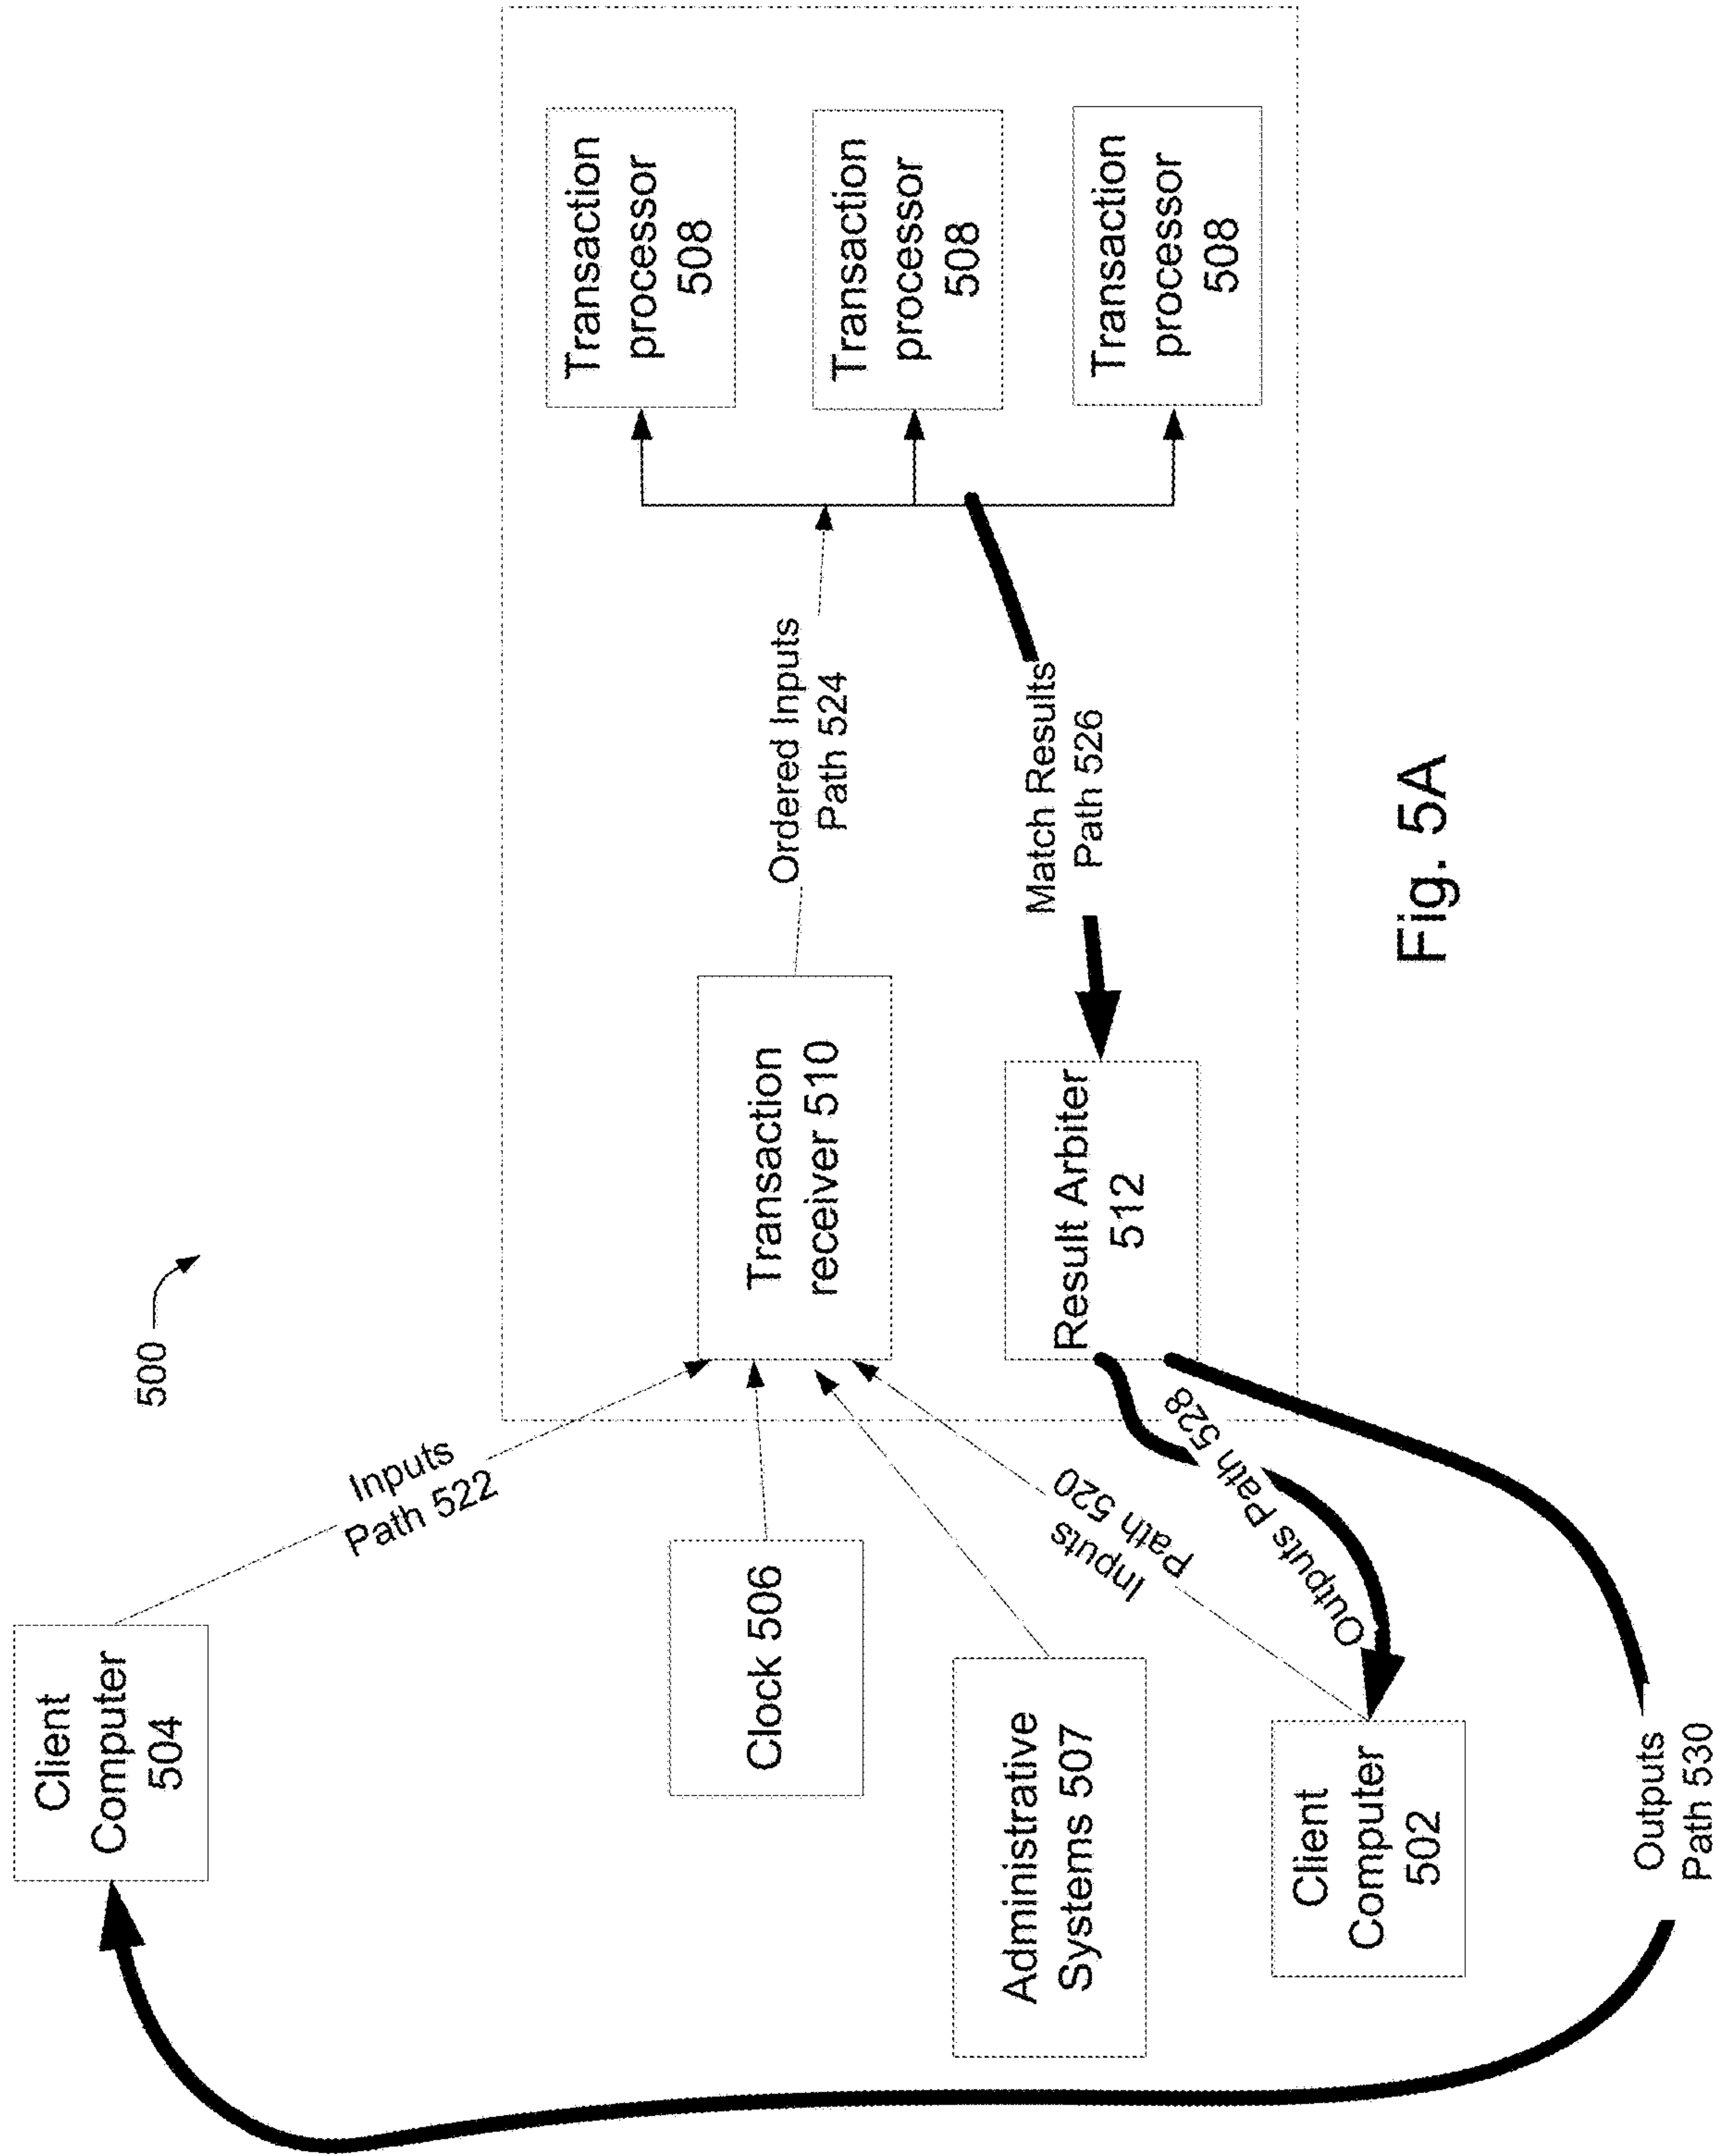 500
Client
Computer
504
Inputs
Path 522
Clock 506
Administrative
Systems 507
Inputs
Path 520
Client
Computer
502
Outputs Path 528
Outputs
Path 530
Transaction
receiver 510
Result Arbiter
512
Ordered Inputs
Path 524
Match Results
Path 526
Transaction
processor
508
Transaction
processor
508
Transaction
processor
508
Fig. 5A